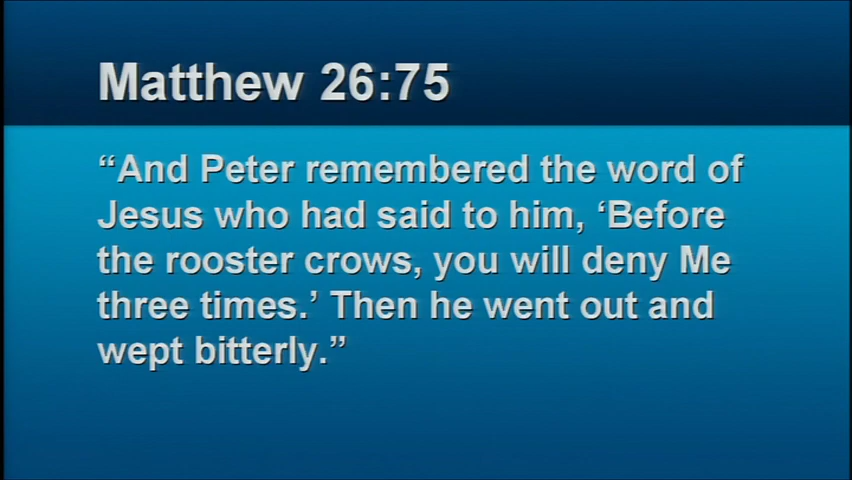 Matthew 26:75
“And Peter remembered the word of
Jesus who had said to him, ‘Before
the rooster crows, you will deny Me
three times.’ Then he went out and
wept bitterly.”